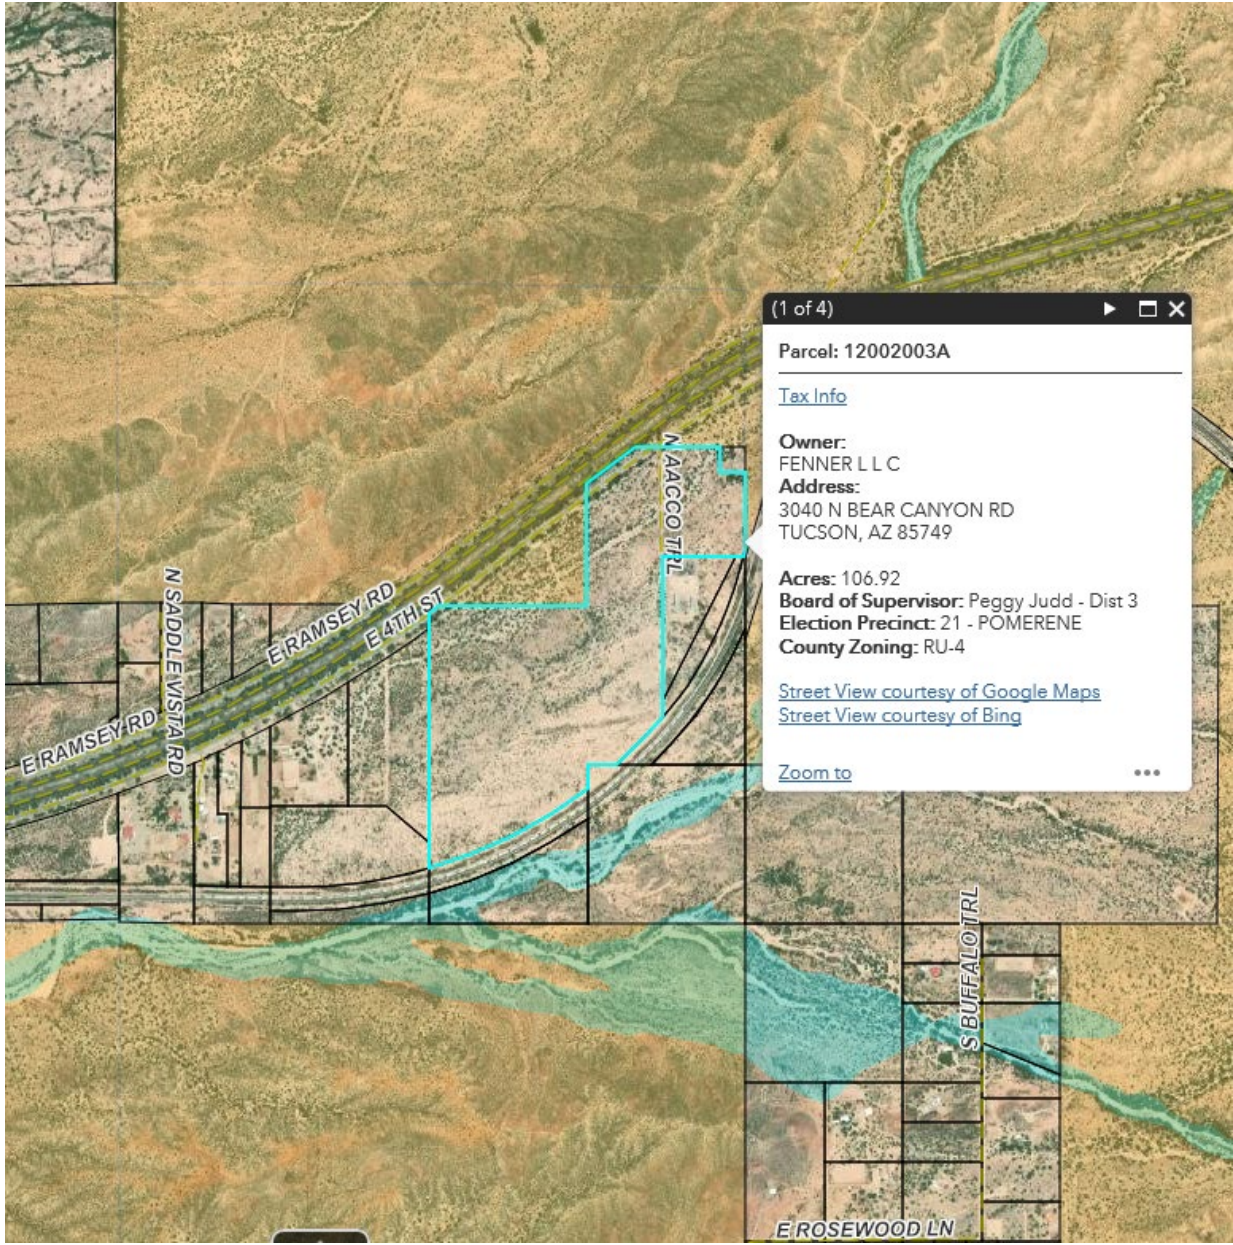 (1 of 4)
Parcel: 12002003A
Tax Info
Owner:
FENNER L L C
Address:
3040 N BEAR CANYON RD
TUCSON, AZ 85749
Acres: 106.92
Board of Supervisor: Peggy Judd - Dist 3
Election Precinct: 21 - POMERENE
County Zoning: RU-4
Street View courtesy of Google Maps
Street View courtesy of Bing
Zoom to
N AACCO TRL
N SADDLE VISTA RD
E RAMSEY RD
E 4TH ST
E RAMSEY RD
S BUFFALO TRL
E ROSEWOOD LN